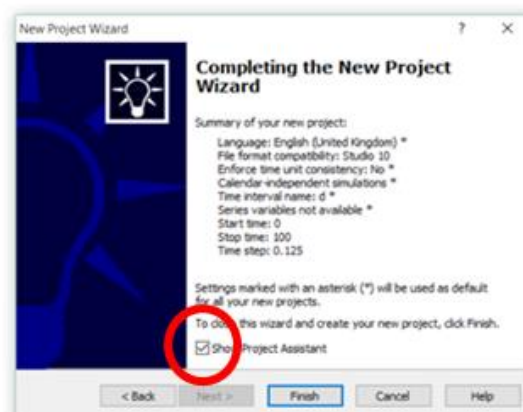 New Project Wizard
Completing the New Project
Wizard
Summary of your new project:
Language: English (United Kingdom) *
File format compatibility: Studio 10
Enforce time unit consistency: No *
Calendar-independent simulations *
Time interval name: d *
Series variables not available *
Start time: 0
Stop time: 100
Time step: 0.125
Settings marked with an asterisk (*) will be used as default
for all your new projects.
To close this wizard and create your new project, click Finish.
Show Project Assistant
< Back Next > Finish Cancel Help